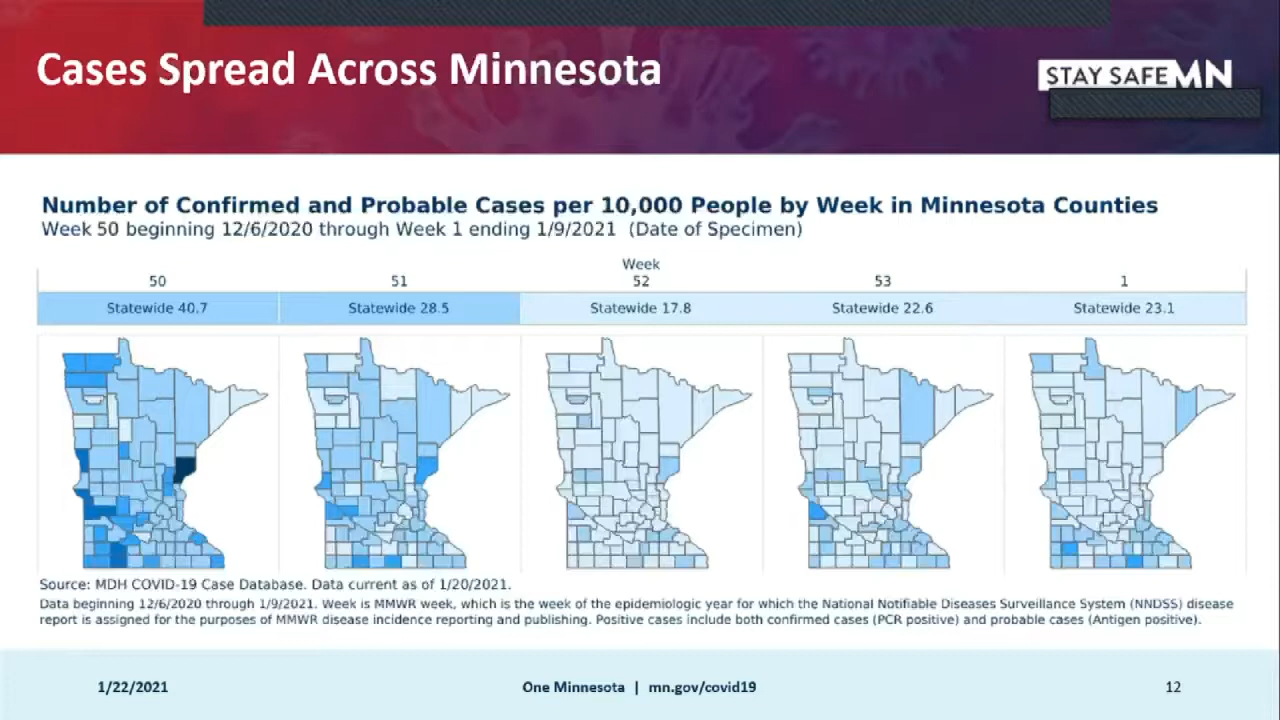 Cases Spread Across Minnesota
STAY SAFE MN
Number of Confirmed and Probable Cases per 10,000 People by Week in Minnesota Counties
Week 50 beginning 12/6/2020 through Week 1 ending 1/9/2021 (Date of Specimen)
Week
50 51 52 53 1
Statewide 40.7 Statewide 28.5 Statewide 17.8 Statewide 22.6 Statewide 23.1
Source: MDH COVID-19 Case Database. Data current as of 1/20/2021.
Data beginning 12/6/2020 through 1/9/2021. Week is MMWR week, which is the week of the epidemiologic year for which the National Notifiable Diseases Surveillance System (NNDSS) disease
report is assigned for the purposes of MMWR disease incidence reporting and publishing. Positive cases include both confirmed cases (PCR positive) and probable cases (Antigen positive).
1/22/2021 One Minnesota | mn.gov/covid19 12